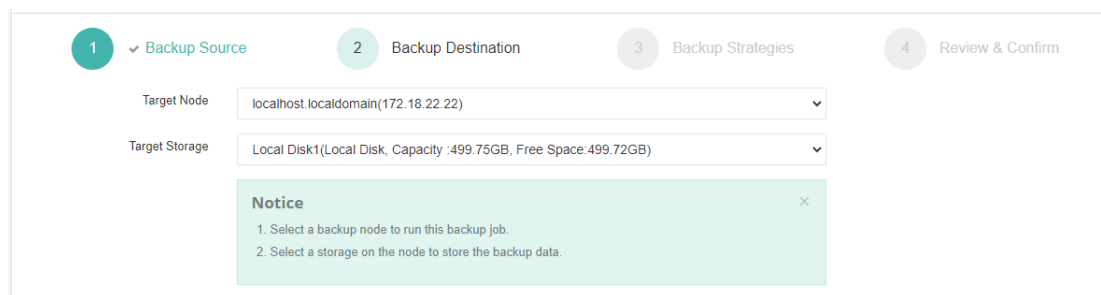 1 ✔ Backup Source 2 Backup Destination 3 Backup Strategies 4 Review & Confirm
Target Node localhost.localdomain(172.18.22.22)
Target Storage Local Disk1(Local Disk, Capacity :499.75GB, Free Space:499.72GB)
Notice ×
1. Select a backup node to run this backup job.
2. Select a storage on the node to store the backup data.